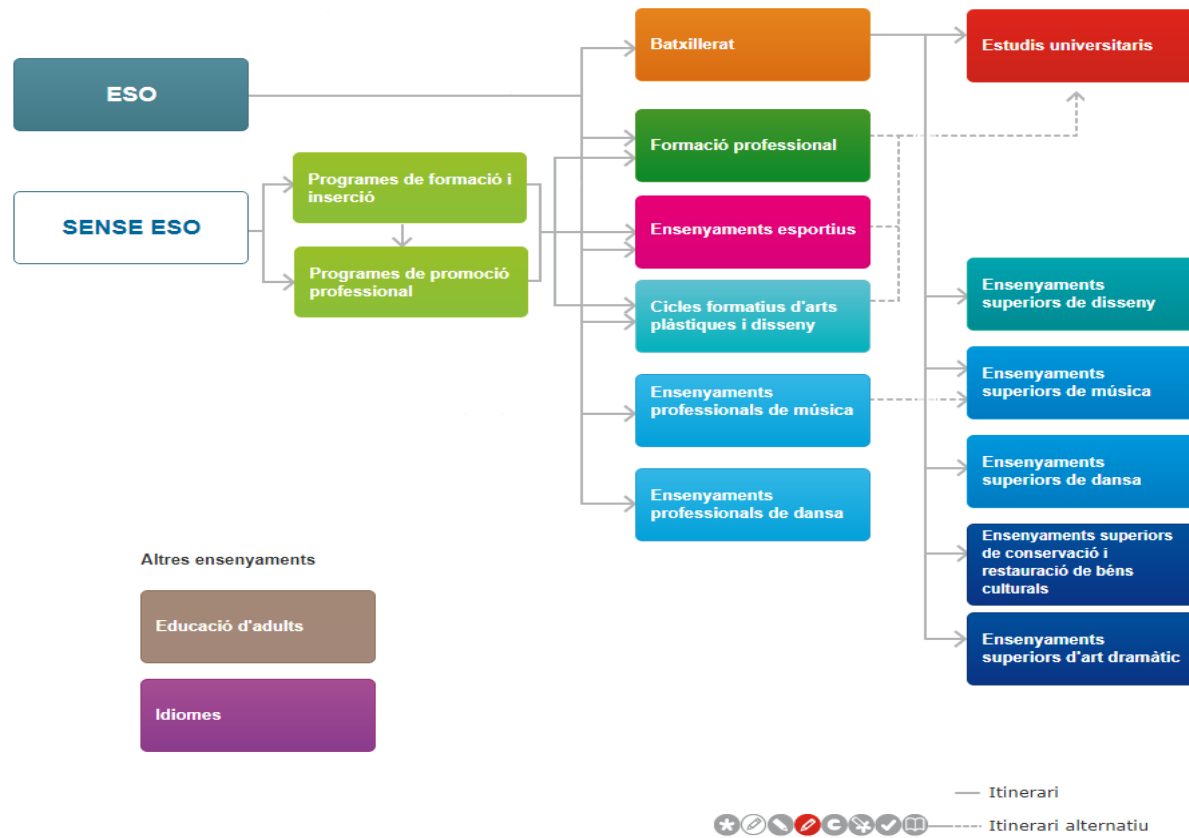 ESO
SENSE ESO
Programes de formació i
inserció
Programes de promoció
professional
Batxillerat
Formació professional
Ensenyaments esportius
Cicles formatius d'arts
plàstiques i disseny
Ensenyaments
professionals de música
Ensenyaments
professionals de dansa
Estudis universitaris
Ensenyaments
superiors de disseny
Ensenyaments
superiors de música
Ensenyaments
superiors de dansa
Ensenyaments superiors
de conservació i
restauració de béns
culturals
Ensenyaments
superiors d'art dramàtic
Altres ensenyaments
Educació d'adults
Idiomes
Itinerari
Itinerari alternatiu